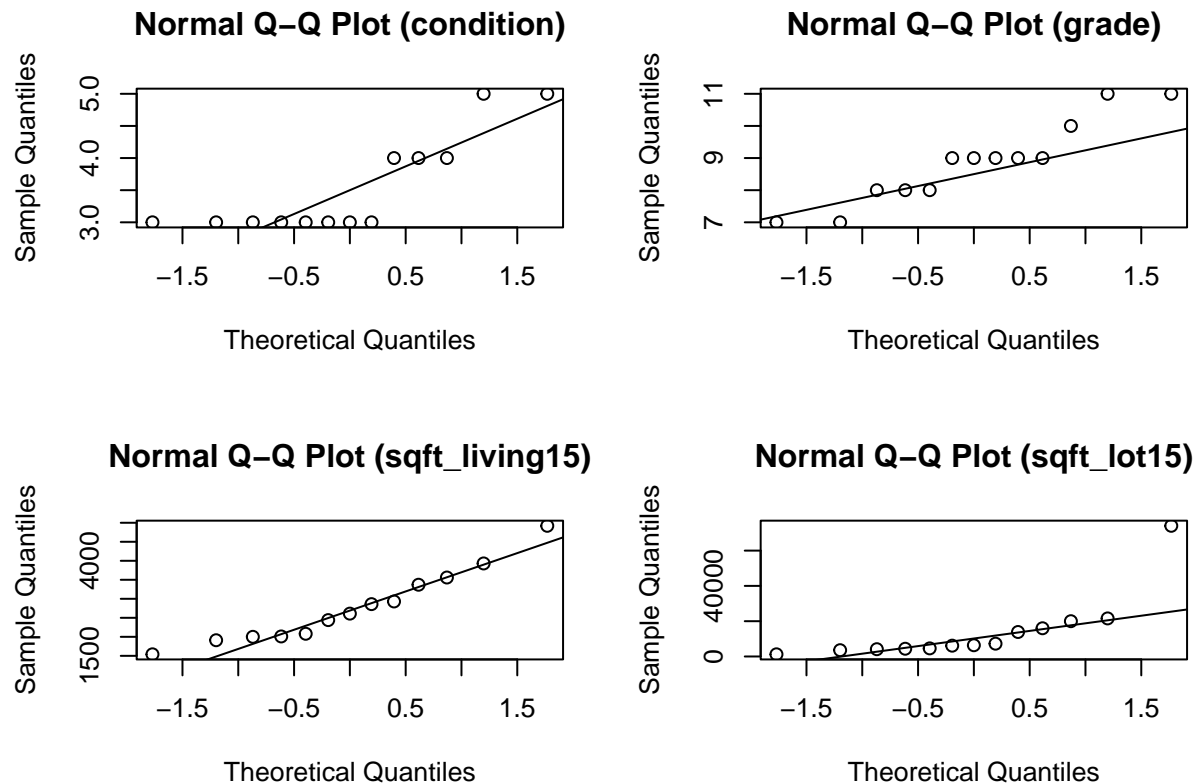 Normal Q−Q Plot (condition)
Sample Quantiles
3.0
4.0
5.0
−1.5
−0.5
0.5
1.5
Theoretical Quantiles
Normal Q−Q Plot (grade)
Sample Quantiles
7
9
11
−1.5
−0.5
0.5
1.5
Theoretical Quantiles
Normal Q−Q Plot (sqft_living15)
Sample Quantiles
1500
4000
−1.5
−0.5
0.5
1.5
Theoretical Quantiles
Normal Q−Q Plot (sqft_lot15)
Sample Quantiles
0
40000
−1.5
−0.5
0.5
1.5
Theoretical Quantiles